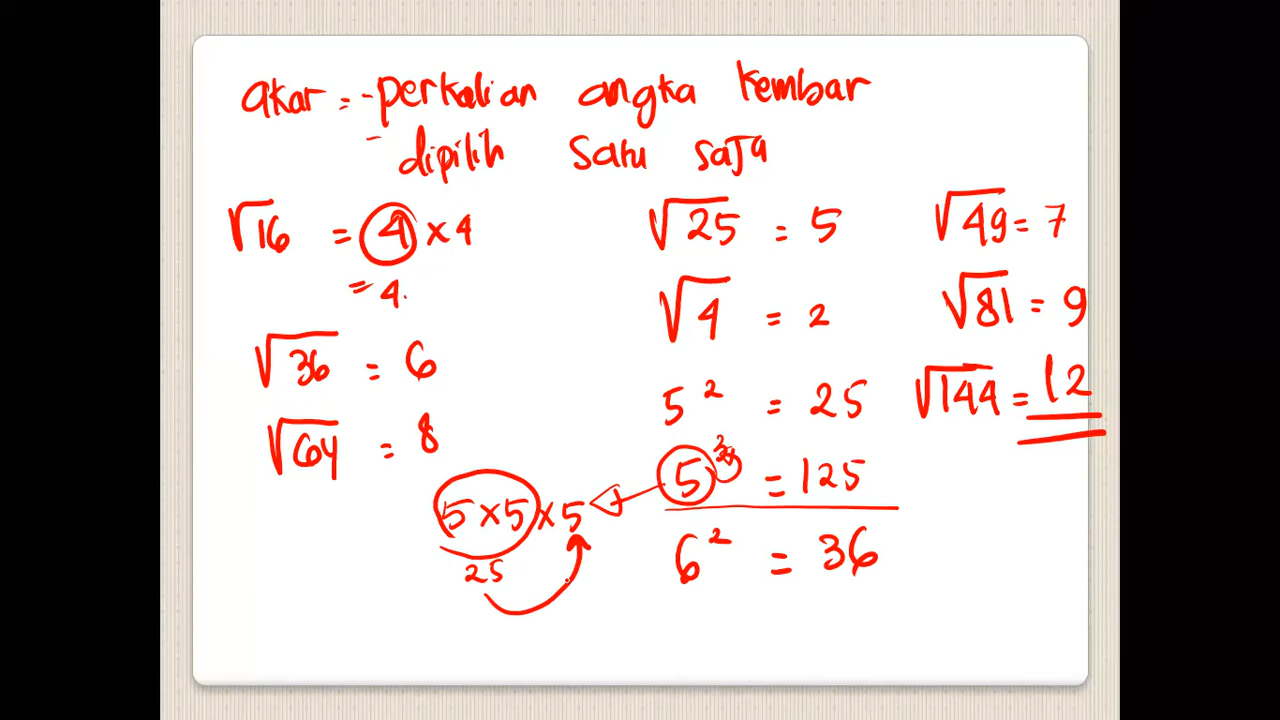 akar = - perkalian angka kembar
- dipilih satu saja
√16 = 4 × 4
= 4.
√36 = 6
√64 = 8
√25 = 5
√4 = 2
5² = 25
5³ = 125
5 × 5 × 5
25
6² = 36
√49 = 7
√81 = 9
√144 = 12